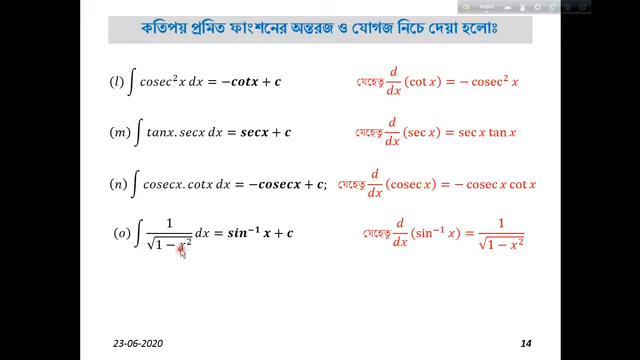 English
কতিপয় প্রমিত ফাংশনের অন্তরজ ও যোগজ নিচে দেয়া হলোঃ
(l) ∫ cosec²x dx = −cotx + c যেহেতু d/dx (cot x) = − cosec² x
(m) ∫ tanx. secx dx = secx + c যেহেতু d/dx (sec x) = sec x tan x
(n) ∫ cosecx. cotx dx = −cosecx + c; যেহেতু d/dx (cosec x) = − cosec x cot x
(o) ∫ 1/√(1 − x²) dx = sin⁻¹ x + c যেহেতু d/dx (sin⁻¹ x) = 1/√(1 − x²)
23-06-2020 14